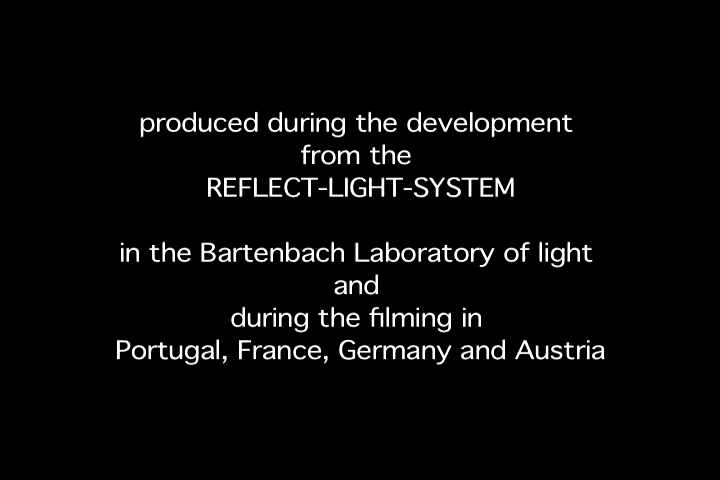 produced during the development
from the
REFLECT-LIGHT-SYSTEM
in the Bartenbach Laboratory of light
and
during the filming in
Portugal, France, Germany and Austria